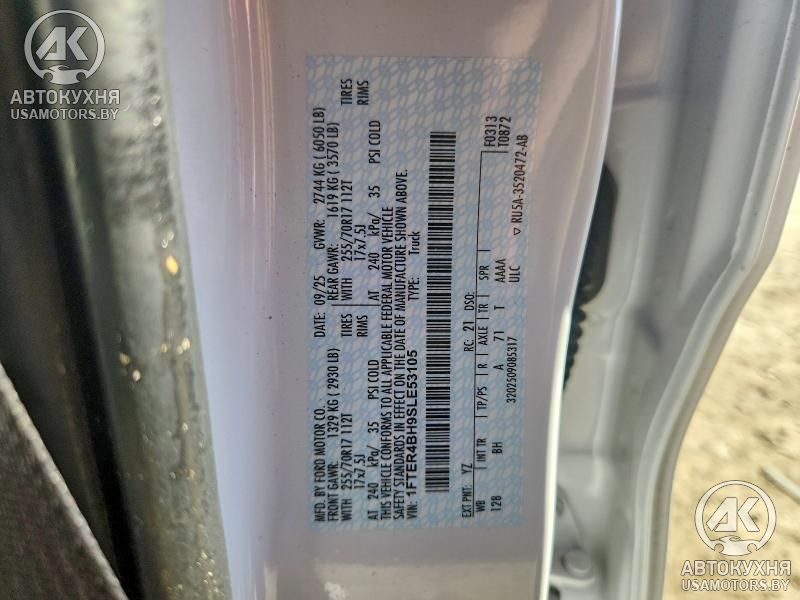 AK
АВТОКУХНЯ
USAMOTORS.BY
MFD. BY FORD MOTOR CO.
DATE: 09/25 GVWR: 2744 KG ( 6050 LB)
FRONT GAWR: 1329 KG ( 2930 LB)
REAR GAWR: 1619 KG ( 3570 LB)
WITH 255/70R17 112T TIRES
WITH 255/70R17 112T TIRES
17x7.5J RIMS
17x7.5J RIMS
AT 240 kPa/ 35 PSI COLD
AT 240 kPa/ 35 PSI COLD
THIS VEHICLE CONFORMS TO ALL APPLICABLE FEDERAL MOTOR VEHICLE
SAFETY STANDARDS IN EFFECT ON THE DATE OF MANUFACTURE SHOWN ABOVE.
VIN: 1FTER4BH9SLE53105
TYPE: Truck
F0313
T0872
EXT PNT: YZ RC: 21 DSO:
WB INT TR TP/PS R AXLE TR SPR
128 BH A 71 T AAAA
ULC
3202509085317
▽ RU5A-3520472-AB
AK
АВТОКУХНЯ
USAMOTORS.BY